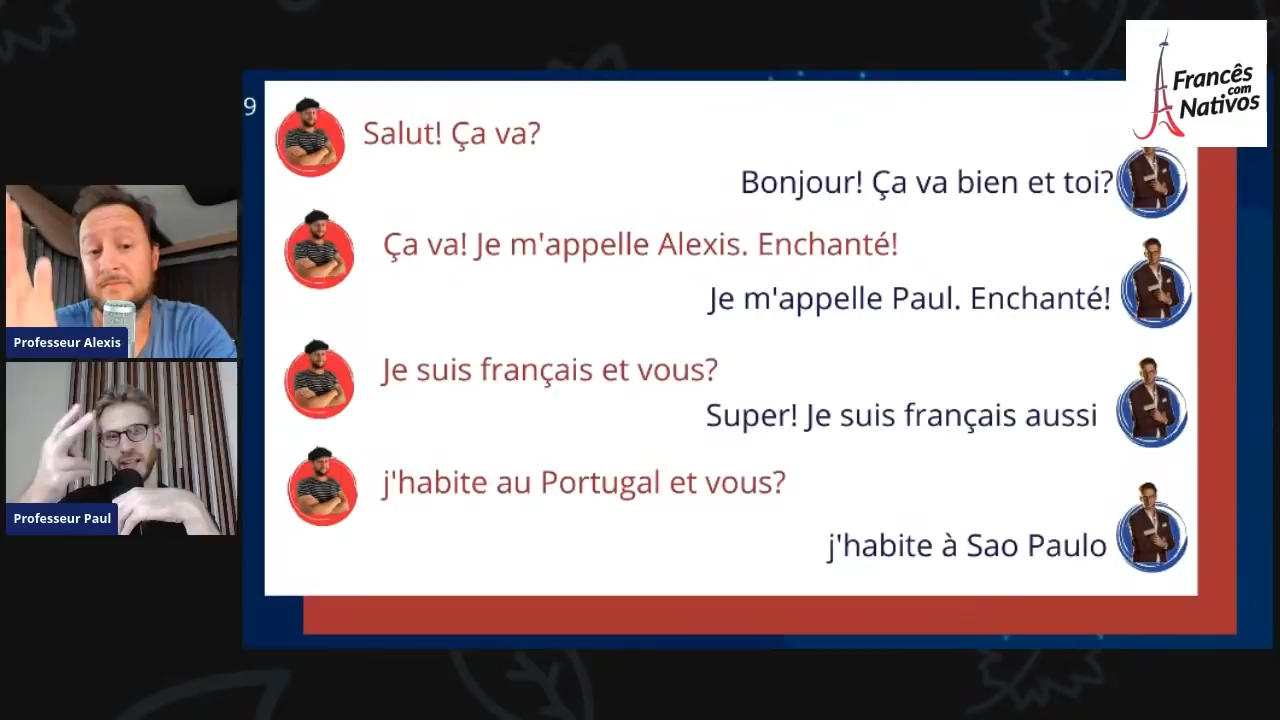 Francês
com
Nativos
9
Salut! Ça va?
Bonjour! Ça va bien et toi?
Ça va! Je m'appelle Alexis. Enchanté!
Je m'appelle Paul. Enchanté!
Professeur Alexis
Je suis français et vous?
Super! Je suis français aussi
j'habite au Portugal et vous?
Professeur Paul
j'habite à Sao Paulo